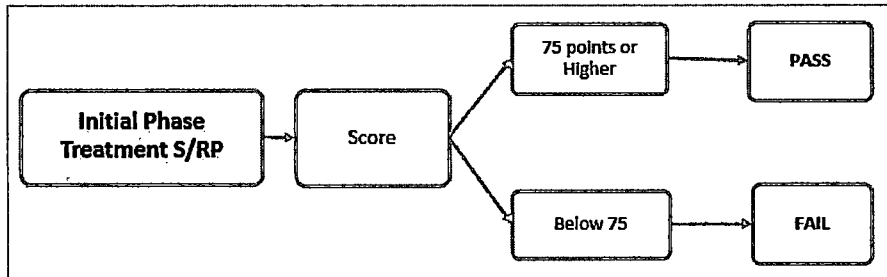 Initial Phase
Treatment S/RP
Score
75 points or
Higher
PASS
Below 75
FAIL